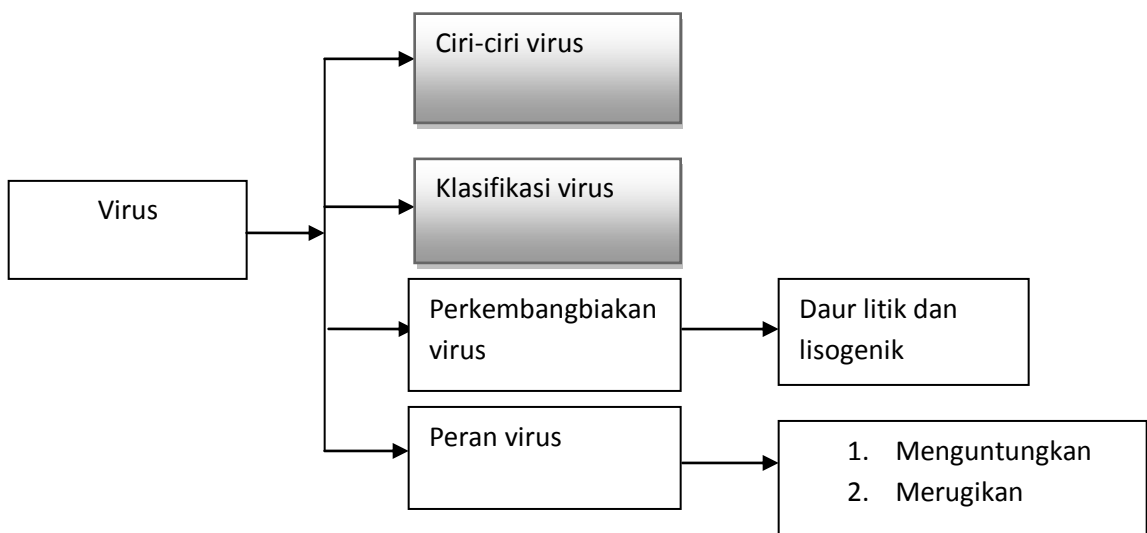 Ciri-ciri virus
Klasifikasi virus
Virus
Perkembangbiakan
virus
Daur litik dan
lisogenik
Peran virus
1. Menguntungkan
2. Merugikan